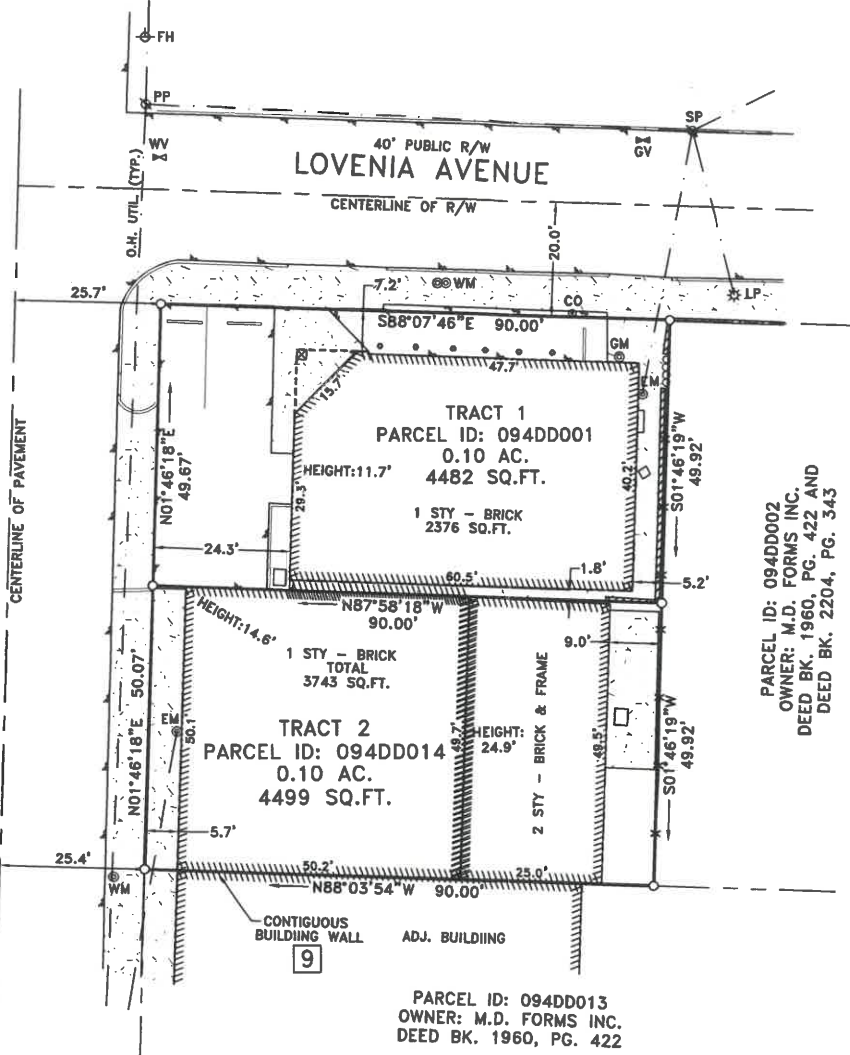 FH
PP
SP
WV
O.H. UTIL. (TYP.)
40' PUBLIC R/W
GV
LOVENIA AVENUE
CENTERLINE OF R/W
20.0'
25.7'
7.2'
WM
CO
LP
S88°07'46"E 90.00'
GM
47.7'
EM
15.7'
TRACT 1
PARCEL ID: 094DD001
0.10 AC.
4482 SQ.FT.
HEIGHT:11.7'
1 STY - BRICK
2376 SQ.FT.
N01°46'18"E
49.67'
29.3'
40.2'
S01°46'19"W
49.92'
CENTERLINE OF PAVEMENT
24.3'
60.5'
1.8'
5.2'
PARCEL ID: 094DD002
OWNER: M.D. FORMS INC.
DEED BK. 1960, PG. 422 AND
DEED BK. 2204, PG. 343
N87°58'18"W
90.00'
HEIGHT:14.6'
9.0'
1 STY - BRICK
TOTAL
3743 SQ.FT.
N01°46'18"E 50.07'
EM
50.1'
TRACT 2
PARCEL ID: 094DD014
0.10 AC.
4499 SQ.FT.
49.7'
HEIGHT:
24.9'
2 STY - BRICK & FRAME
49.5'
S01°46'19"W
49.92'
5.7'
25.4'
WM
50.2'
25.0'
N88°03'54"W 90.00'
CONTIGUOUS
BUILDIING WALL
ADJ. BUILDIING
9
PARCEL ID: 094DD013
OWNER: M.D. FORMS INC.
DEED BK. 1960, PG. 422